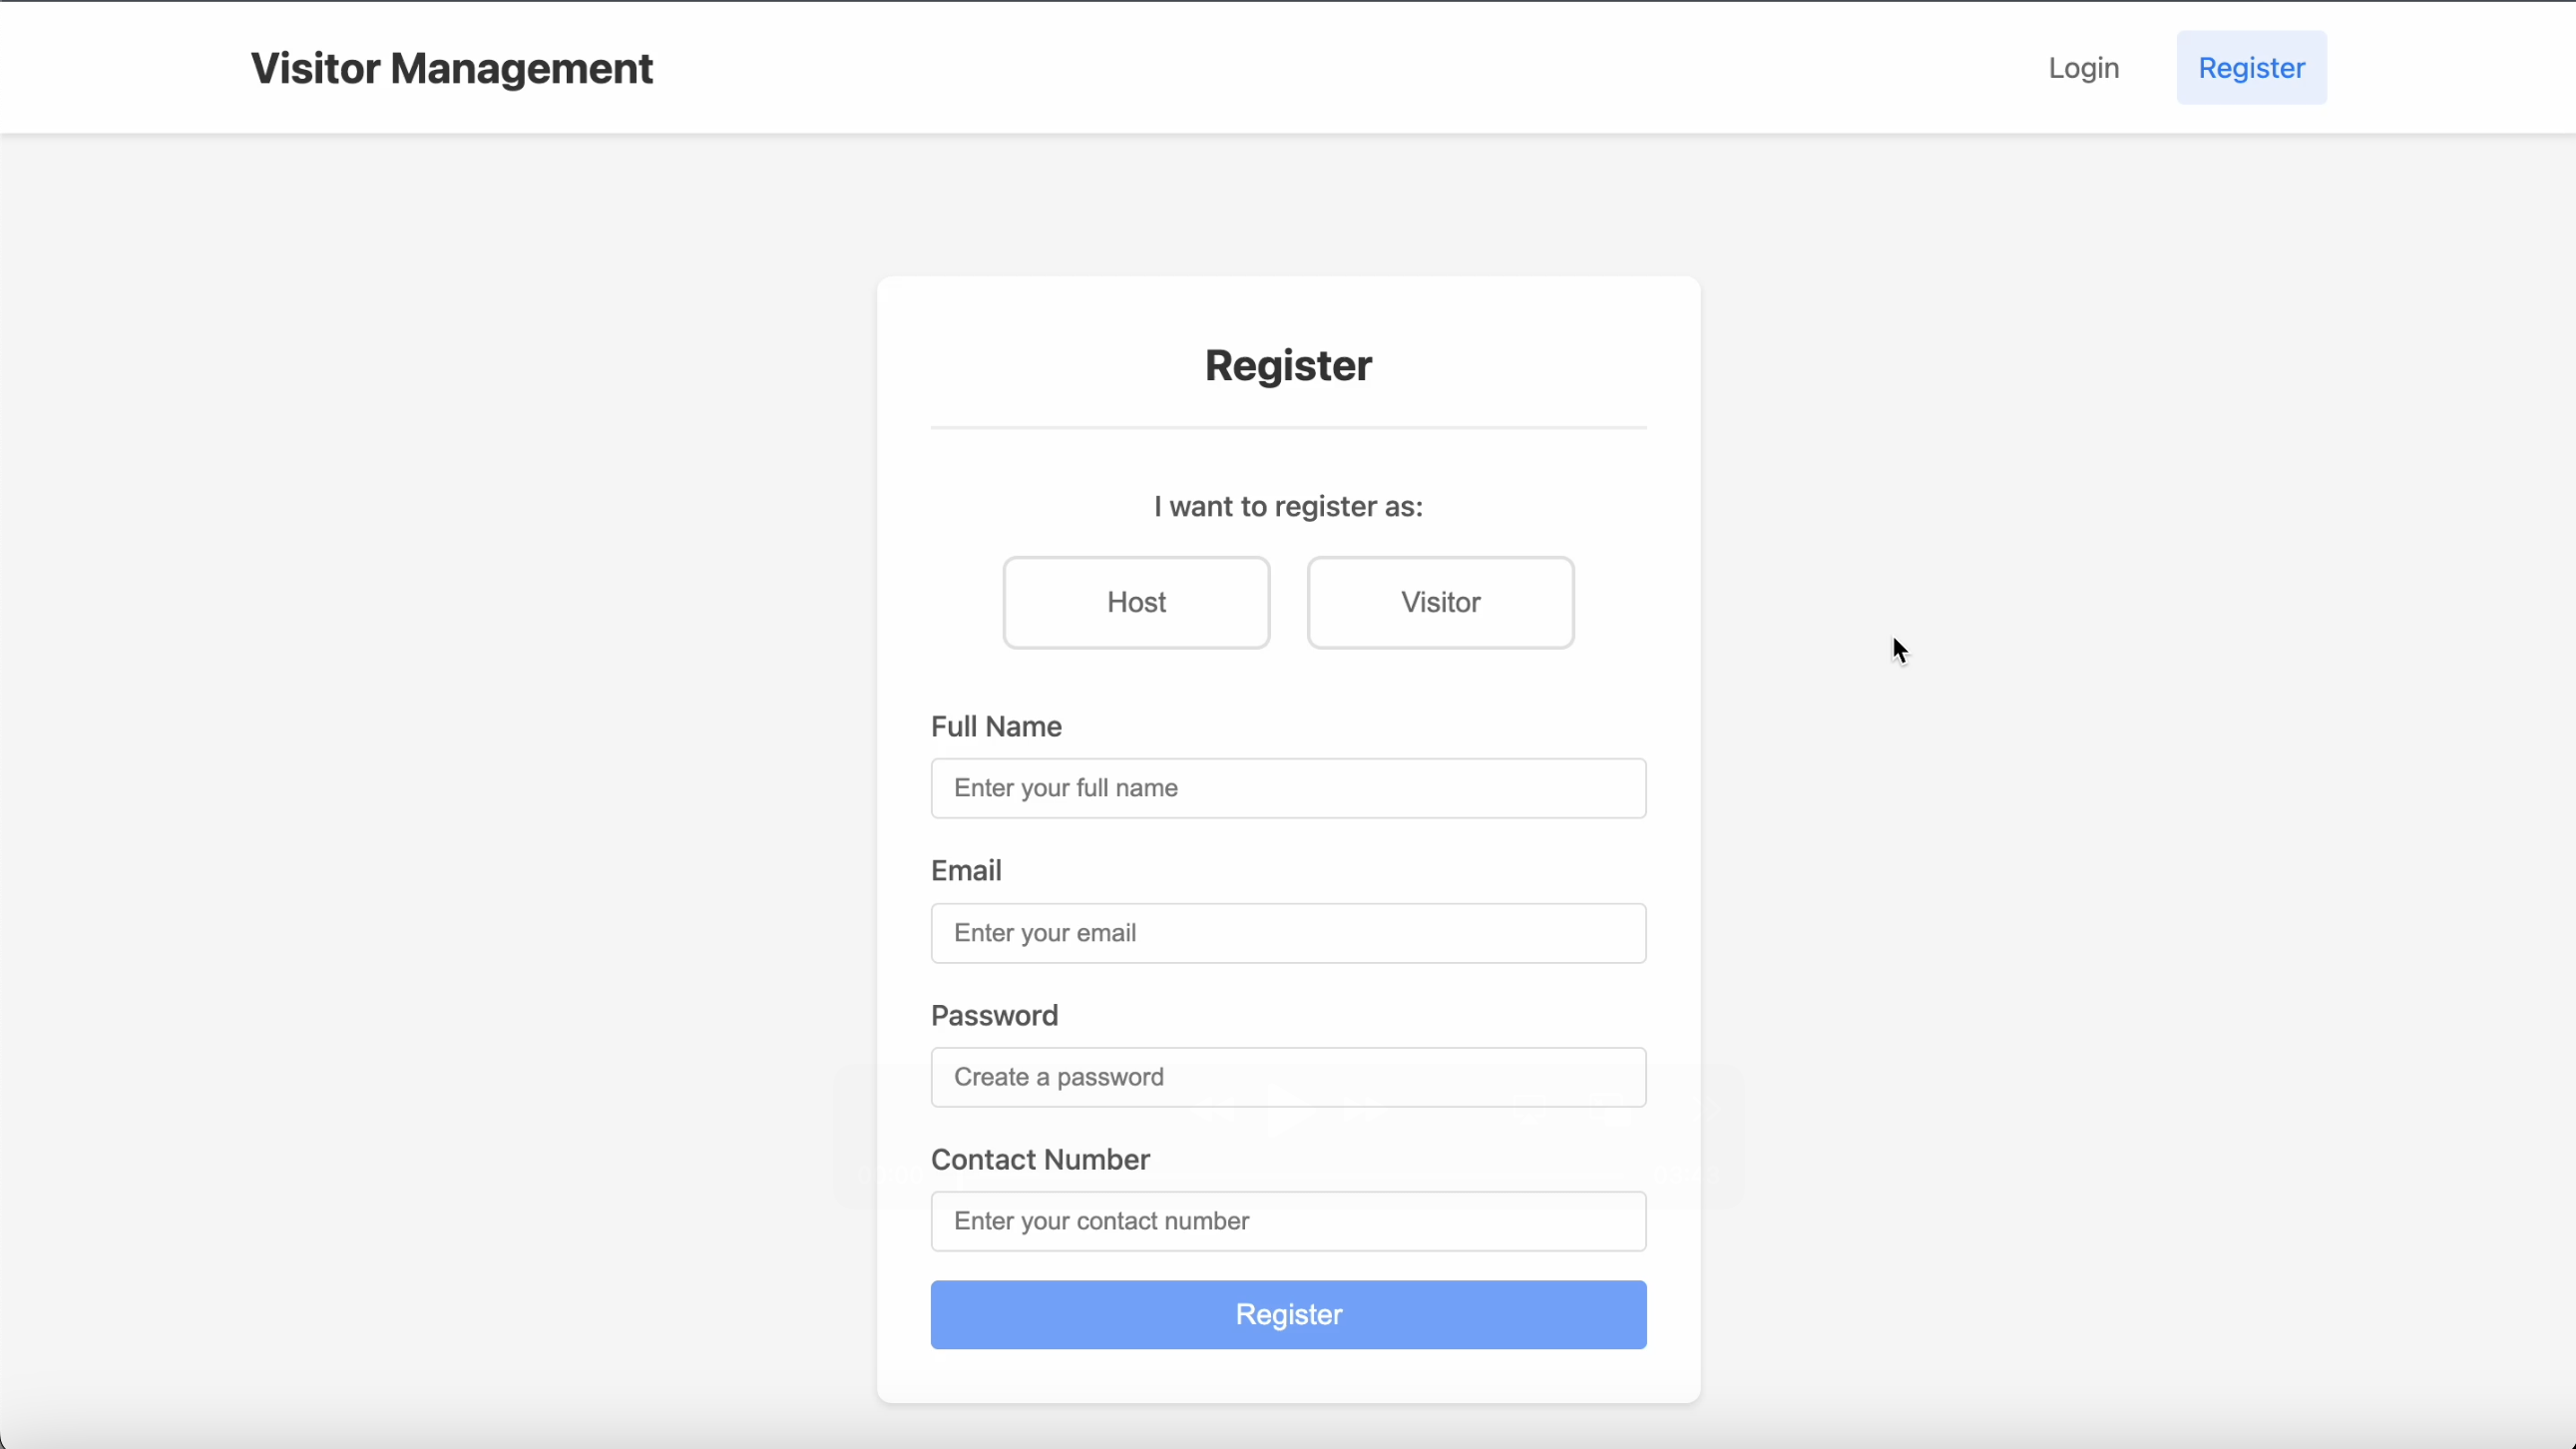 Visitor Management
Login
Register
Register
I want to register as:
Host
Visitor
Full Name
Enter your full name
Email
Enter your email
Password
Create a password
Contact Number
Enter your contact number
Register